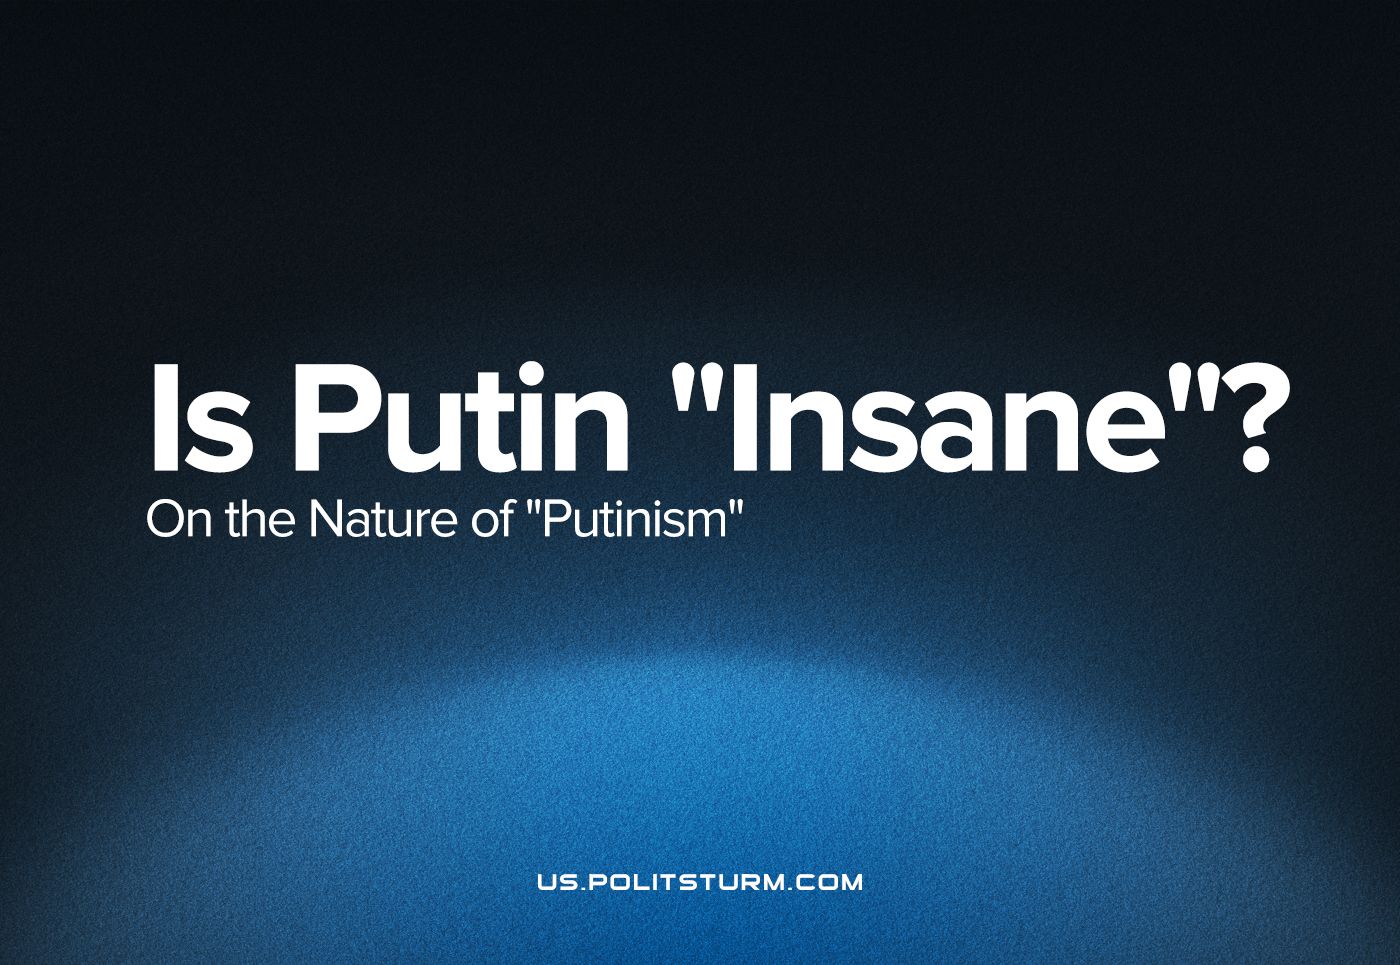 Is Putin "Insane"?
On the Nature of "Putinism"
US.POLITSTURM.COM